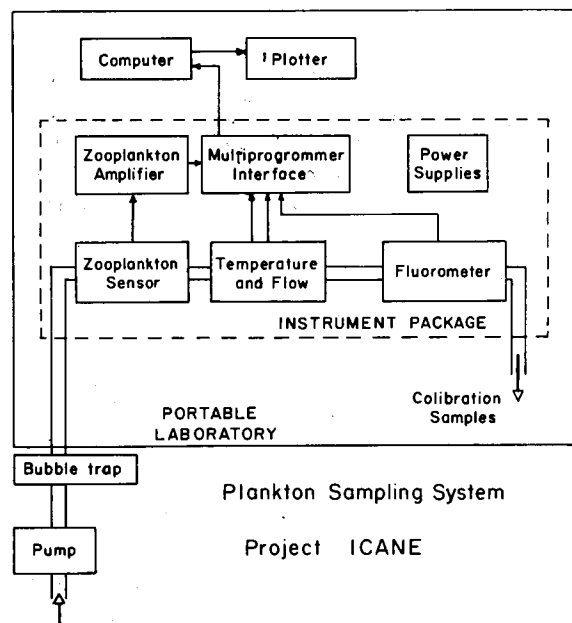 Computer
Plotter
Zooplankton
Amplifier
Multiprogrammer
Interface
Power
Supplies
Zooplankton
Sensor
Temperature
and Flow
Fluorometer
INSTRUMENT PACKAGE
Colibration
Samples
PORTABLE
LABORATORY
Bubble trap
Plankton Sampling System
Pump
Project ICANE